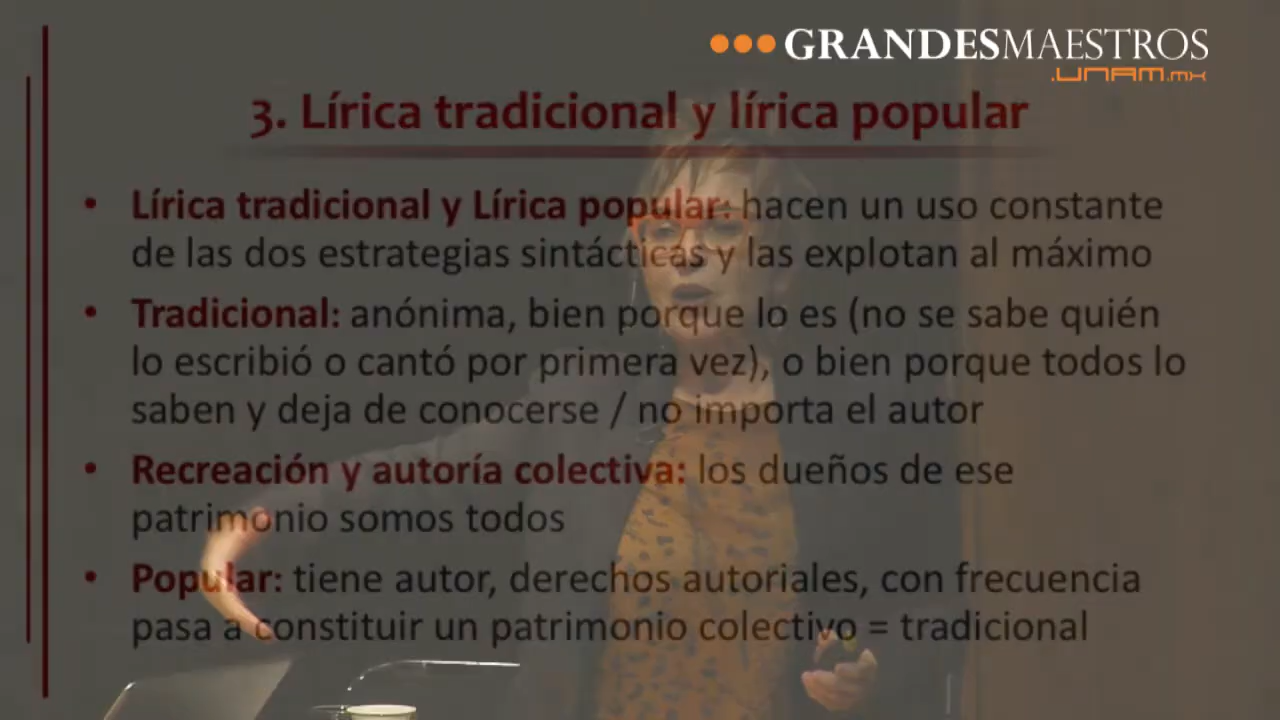 GRANDESMAESTROS
.UNAM.mx
3. Lírica tradicional y lírica popular
• Lírica tradicional y Lírica popular: hacen un uso constante
de las dos estrategias sintácticas y las explotan al máximo
• Tradicional: anónima, bien porque lo es (no se sabe quién
lo escribió o cantó por primera vez), o bien porque todos lo
saben y deja de conocerse / no importa el autor
• Recreación y autoría colectiva: los dueños de ese
patrimonio somos todos
• Popular: tiene autor, derechos autoriales, con frecuencia
pasa a constituir un patrimonio colectivo = tradicional